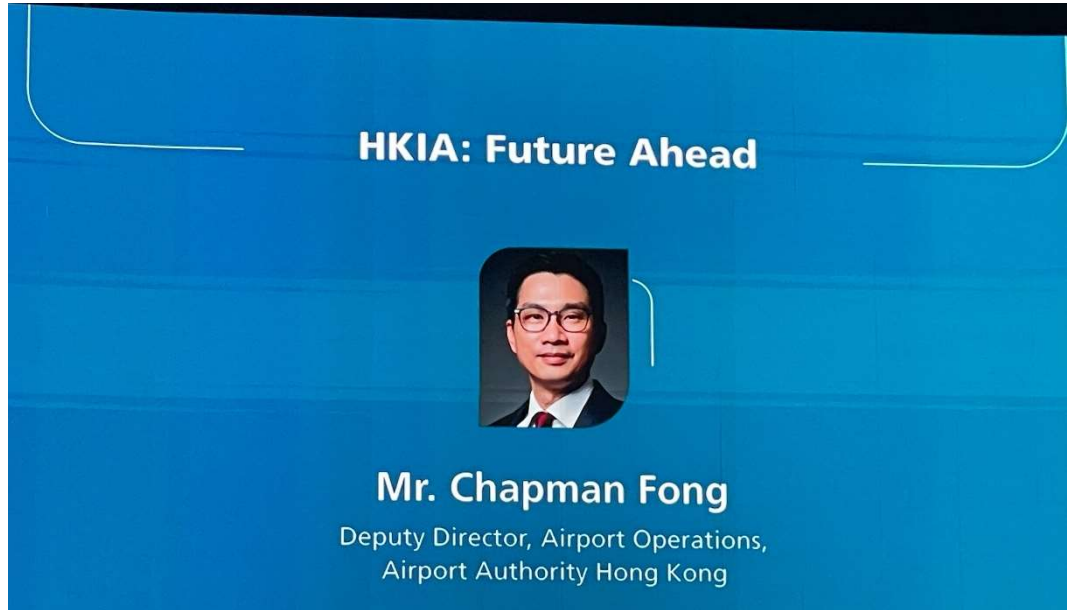 HKIA: Future Ahead
Mr. Chapman Fong
Deputy Director, Airport Operations,
Airport Authority Hong Kong